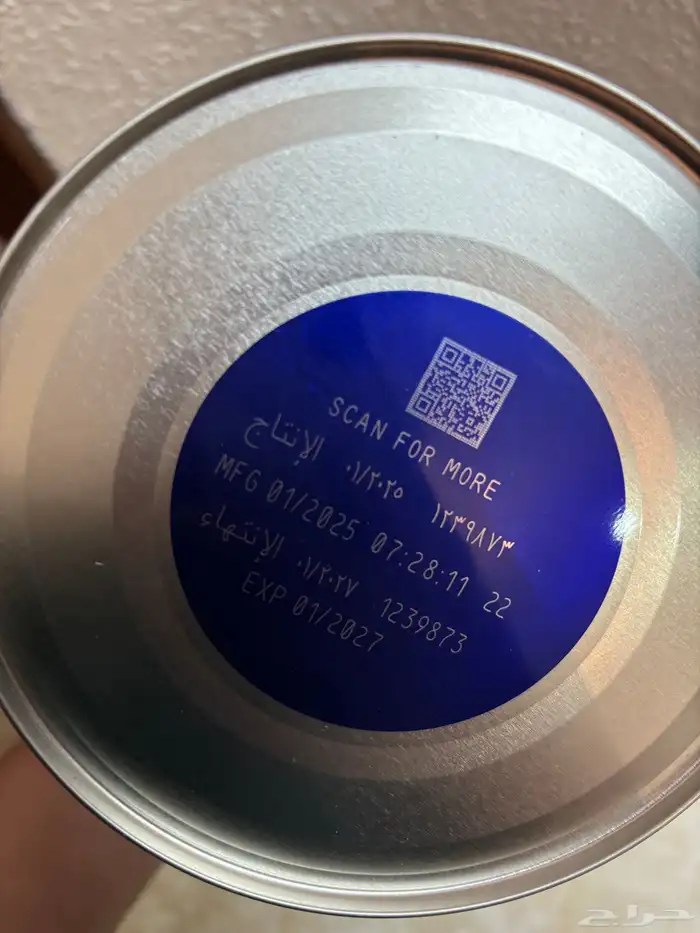 SCAN FOR MORE
الإنتاج ٠١/٢٠٢٥ ١٢٣٩٨٧٣
MFG 01/2025 07:28:11 22
الإنتهاء ٠١/٢٠٢٧ 1239873
EXP 01/2027
حراج